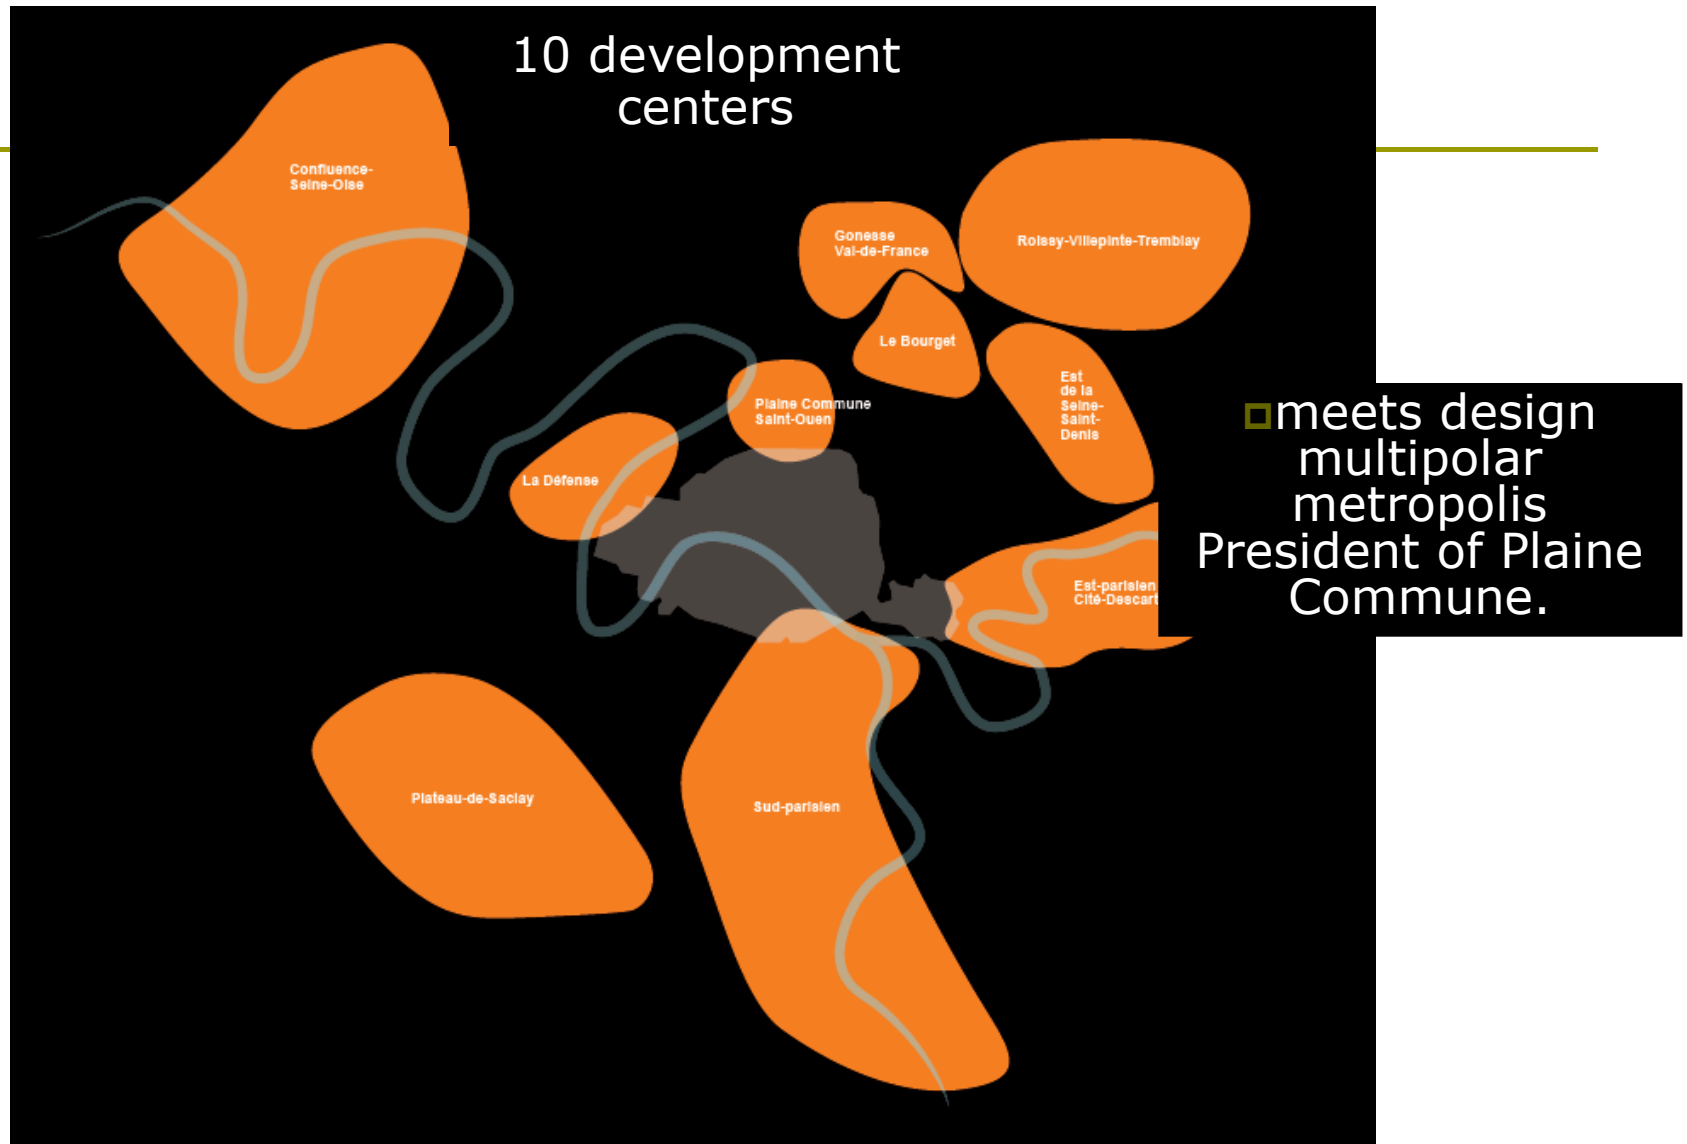 10 development
centers
Confluence-
Seine-Oise
Gonesse
Val-de-France
Roissy-Villepinte-Tremblay
Le Bourget
Est
de la
Seine-
Saint-
Denis
Plaine Commune
Saint-Ouen
La Défense
meets design
multipolar
metropolis
President of Plaine
Commune.
Est-parisien
Cité-Descart
Plateau-de-Saclay
Sud-parisien